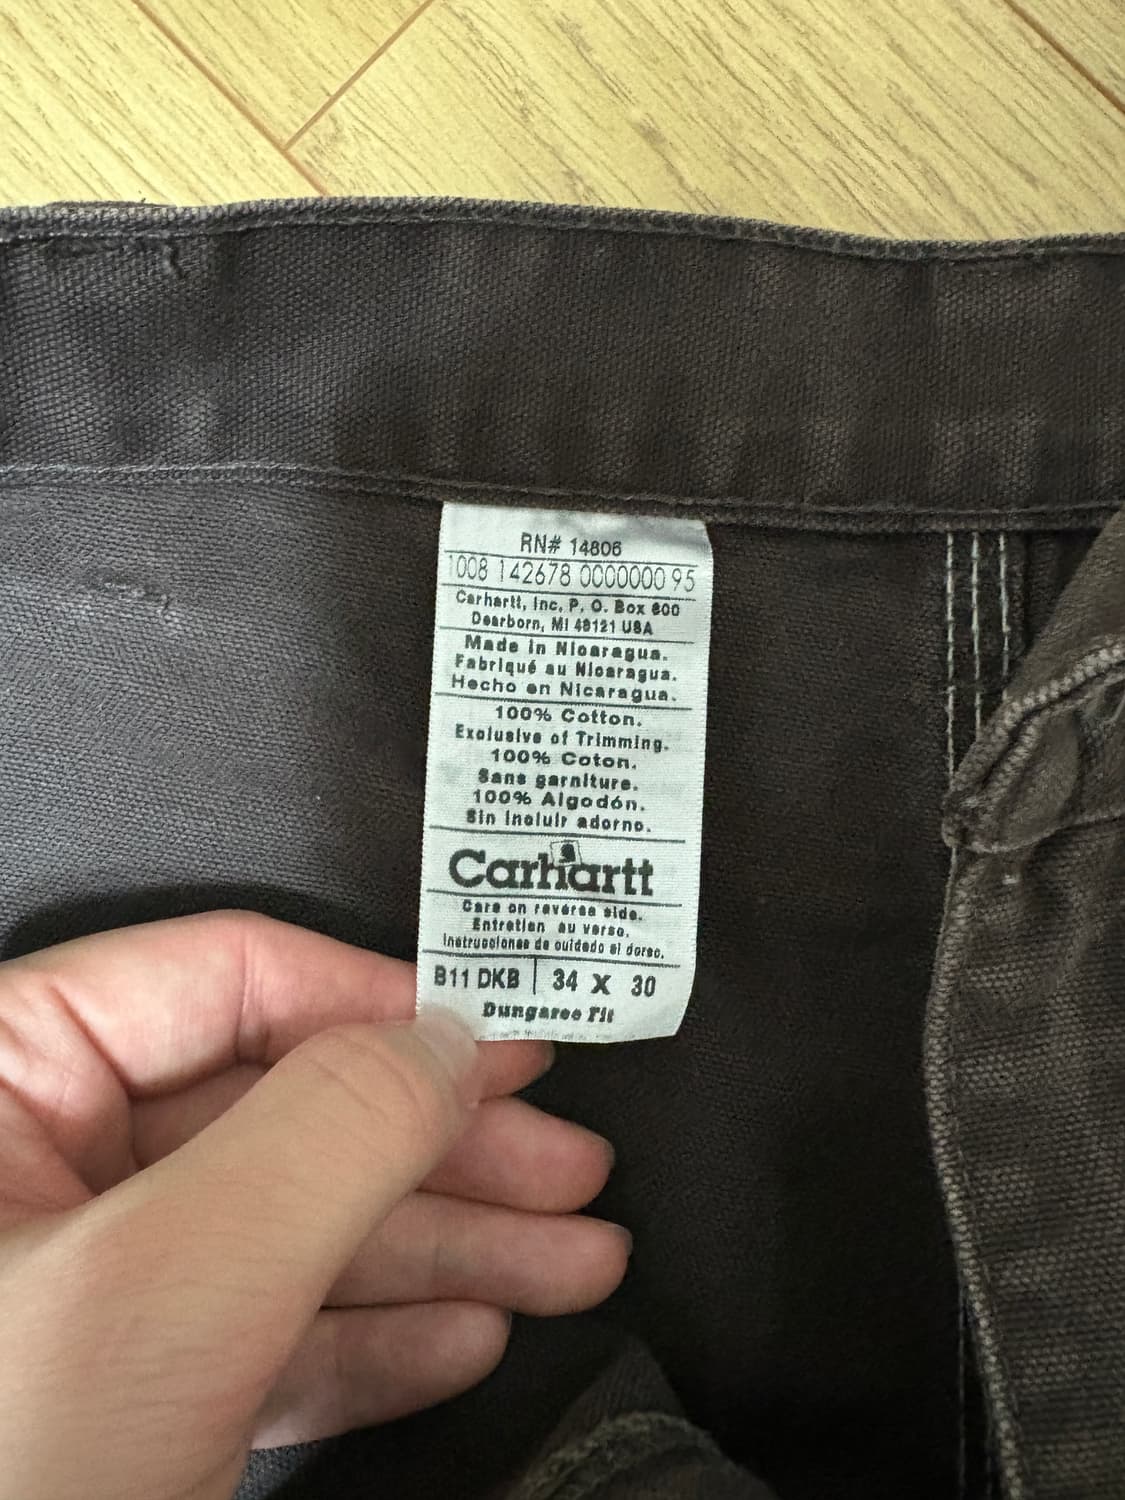 RN# 14806
1008 142678 0000000 95
Carhartt, Inc. P. O. Box 600
Dearborn, MI 48121 USA
Made in Nicaragua.
Fabriqué au Nicaragua.
Hecho en Nicaragua.
100% Cotton.
Exclusive of Trimming.
100% Coton.
Sans garniture.
100% Algodón.
Sin incluir adorno.
Carhartt
Care on reverse side.
Entretien au verso.
Instrucciones de cuidado al dorso.
B11 DKB | 34 X 30
Dungaree Fit